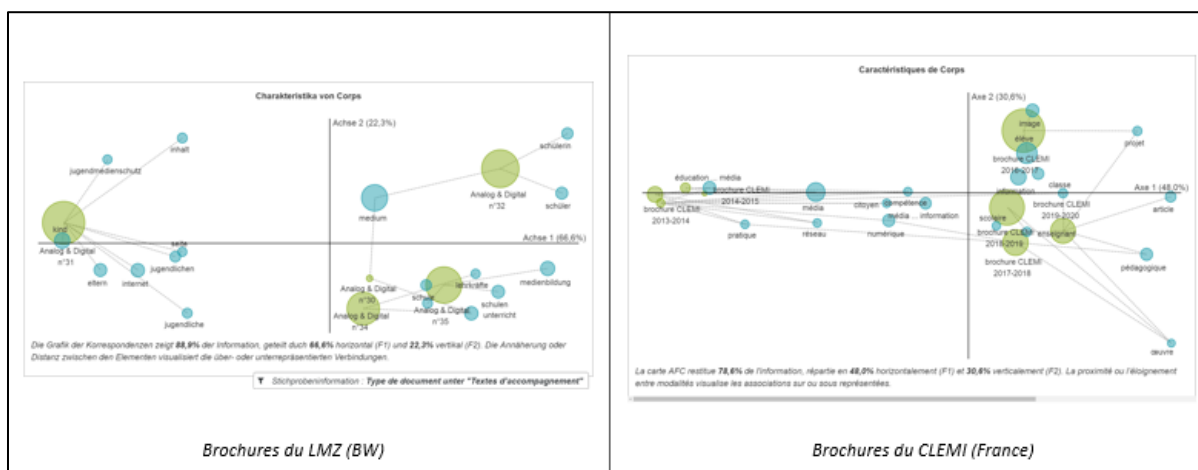 Charakteristika von Corps
Achse 2 (22,3%)
schülerin
inhalt
jugendmedienschutz
Analog & Digital
n°32
schüler
medium
kind
Achse 1 (66,6%)
Analog & Digital
n°31
seite
jugendlichen
eltern
internet
jugendliche
Analog & Digital
n°30
lehrkräfte
medienbildung
schule
Analog & Digital
n°34
Analog & Digital
n°35
schulen
unterricht
Die Grafik der Korrespondenzen zeigt 88,9% der Information, geteilt duch 66,6% horizontal (F1) und 22,3% vertikal (F2). Die Annäherung oder
Distanz zwischen den Elementen visualisiert die über- oder unterrepräsentierten Verbindungen.
Stichprobeninformation : Type de document unter "Textes d'accompagnement"
Brochures du LMZ (BW)
Caractéristiques de Corps
Axe 2 (30,6%)
image
élève
projet
brochure CLEMI
2016-2017
éducation ... média
brochure CLEMI
2014-2015
information
classe
Axe 1 (48,0%)
brochure CLEMI
2013-2014
média
citoyen
compétence
média ... information
brochure CLEMI
2019-2020
article
pratique
réseau
numérique
scolaire
enseignant
brochure CLEMI
2018-2019
brochure CLEMI
2017-2018
pédagogique
œuvre
La carte AFC restitue 78,6% de l'information, répartie en 48,0% horizontalement (F1) et 30,6% verticalement (F2). La proximité ou l'éloignement
entre modalités visualise les associations sur ou sous représentées.
Brochures du CLEMI (France)